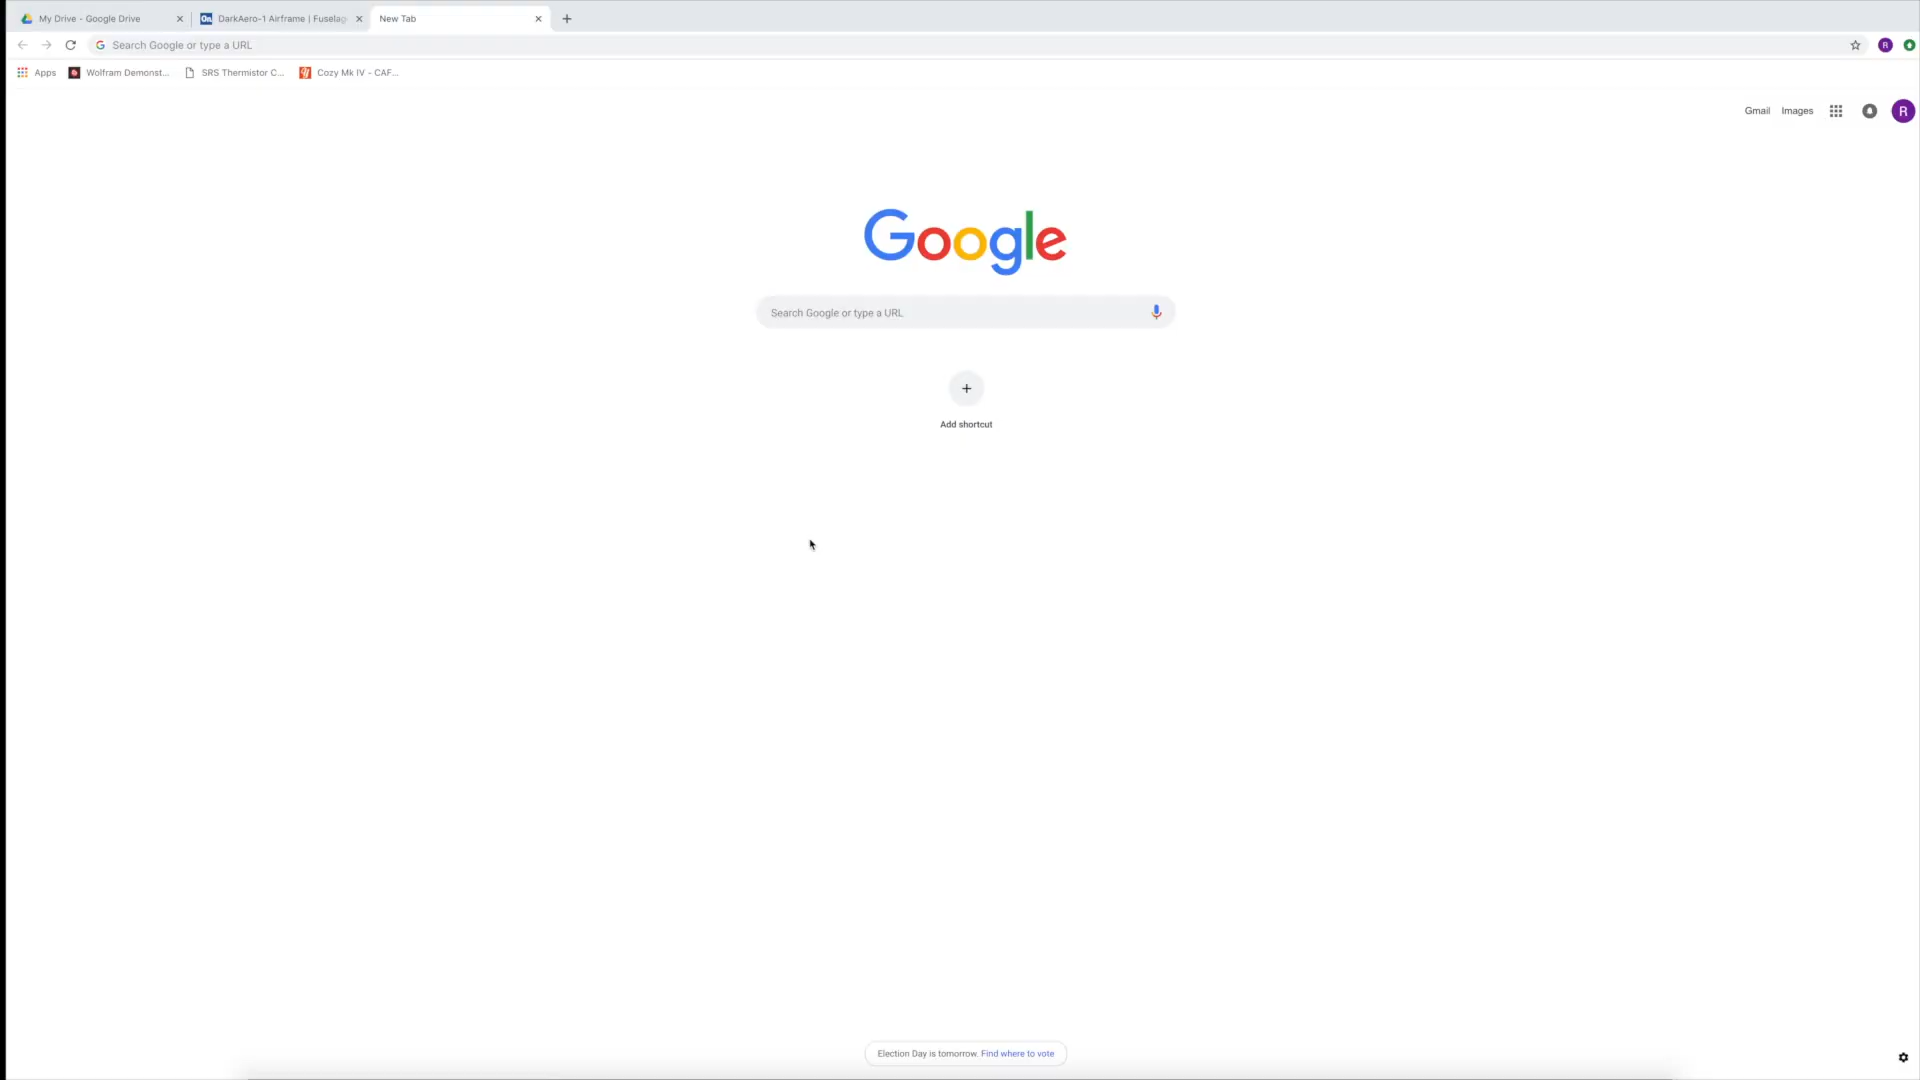 My Drive - Google Drive
On DarkAero-1 Airframe | Fuselag
New Tab
Search Google or type a URL
R
Apps
Wolfram Demonst...
SRS Thermistor C...
Cozy Mk IV - CAF...
Gmail
Images
R
Google
Search Google or type a URL
Add shortcut
Election Day is tomorrow. Find where to vote